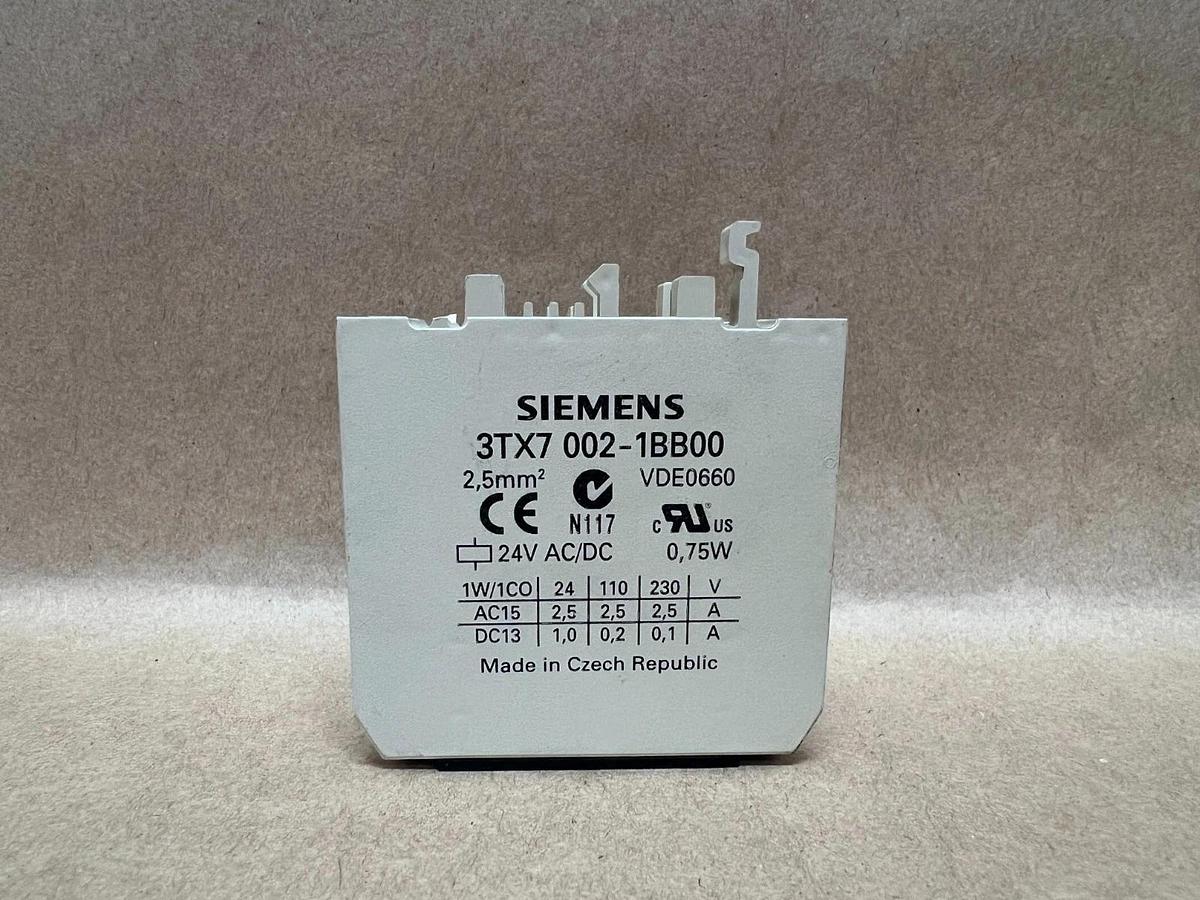 SIEMENS
3TX7 002-1BB00
2,5mm² VDE0660
CE N117 c RU® US
24V AC/DC 0,75W
1W/1CO 24 110 230 V
AC15 2,5 2,5 2,5 A
DC13 1,0 0,2 0,1 A
Made in Czech Republic